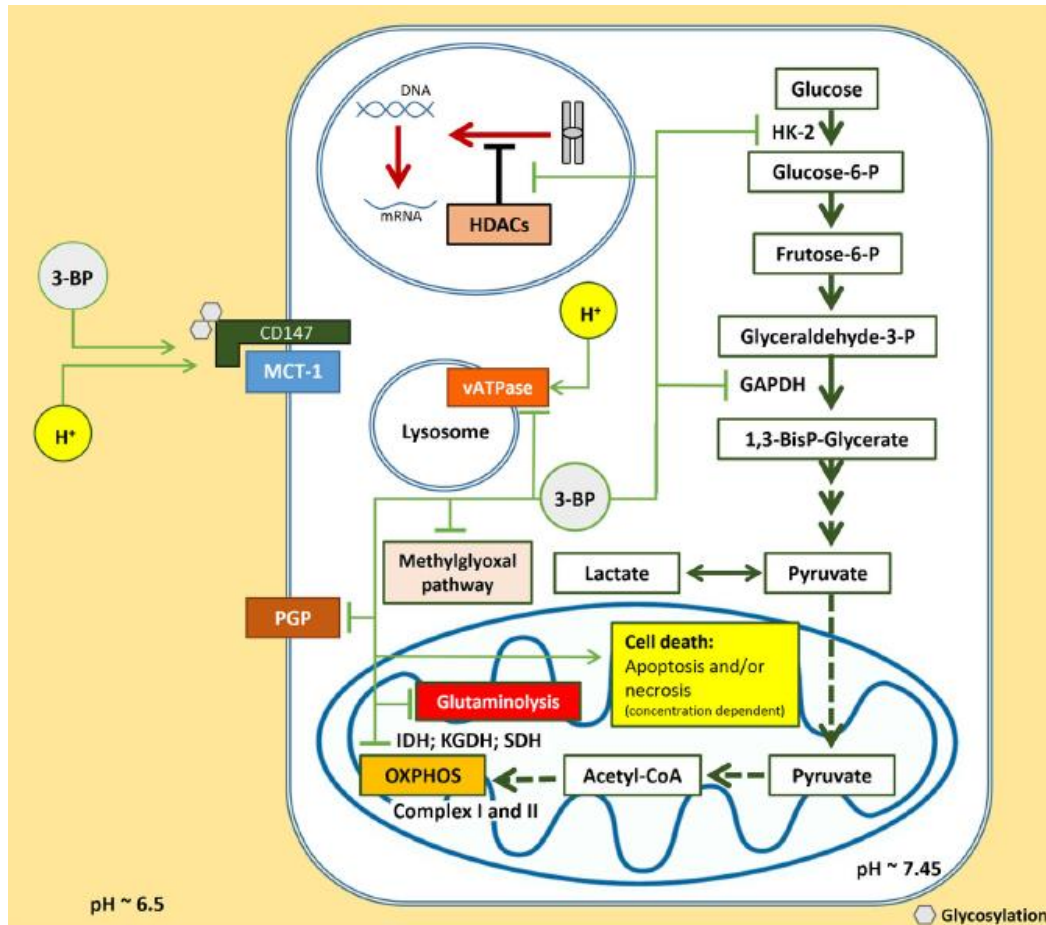 DNA
mRNA
HDACs
Glucose
HK-2
Glucose-6-P
Frutose-6-P
Glyceraldehyde-3-P
GAPDH
1,3-BisP-Glycerate
3-BP
H⁺
CD147
MCT-1
H⁺
vATPase
Lysosome
3-BP
Methylglyoxal
pathway
Lactate
Pyruvate
PGP
Cell death:
Apoptosis and/or
necrosis
(concentration dependent)
Glutaminolysis
IDH; KGDH; SDH
OXPHOS
Acetyl-CoA
Pyruvate
Complex I and II
pH ~ 7.45
pH ~ 6.5
Glycosylation